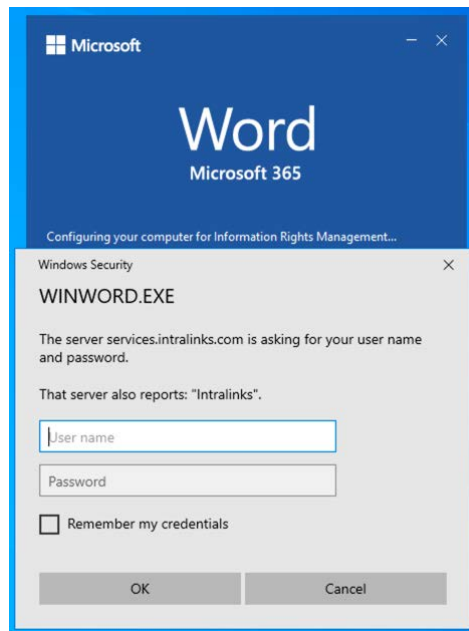 Microsoft
Word
Microsoft 365
Configuring your computer for Information Rights Management...
Windows Security
WINWORD.EXE
The server services.intralinks.com is asking for your user name
and password.
That server also reports: "Intralinks".
User name
Password
Remember my credentials
OK Cancel